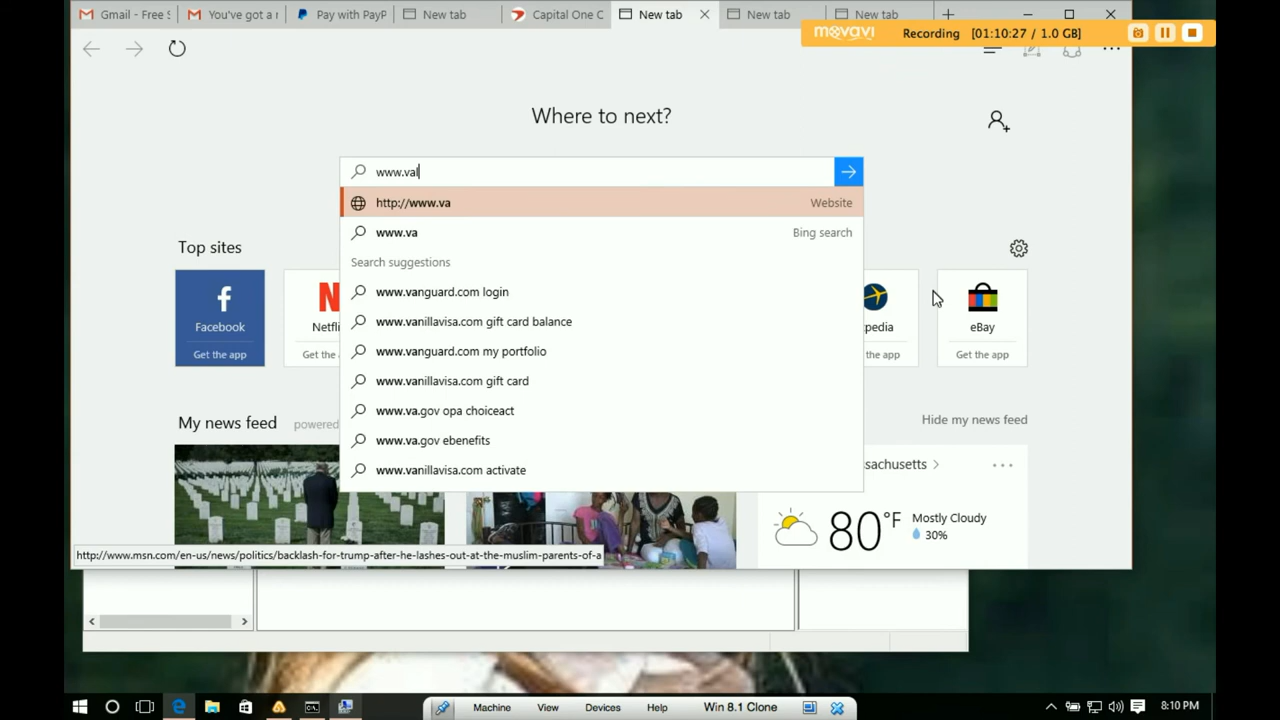 Gmail - Free S
You've got a r
Pay with PayP
New tab
Capital One C
New tab
New tab
New tab
movavi
Recording [01:10:27 / 1.0 GB]
Where to next?
www.val
http://www.va Website
www.va Bing search
Search suggestions
www.vanguard.com login
www.vanillavisa.com gift card balance
www.vanguard.com my portfolio
www.vanillavisa.com gift card
www.va.gov opa choiceact
www.va.gov ebenefits
www.vanillavisa.com activate
Top sites
Facebook
Get the app
Netfli
Get the
pedia
the app
eBay
Get the app
My news feed powered
Hide my news feed
sachusetts
80°F
Mostly Cloudy
30%
http://www.msn.com/en-us/news/politics/backlash-for-trump-after-he-lashes-out-at-the-muslim-parents-of-a
Machine View Devices Help Win 8.1 Clone
8:10 PM